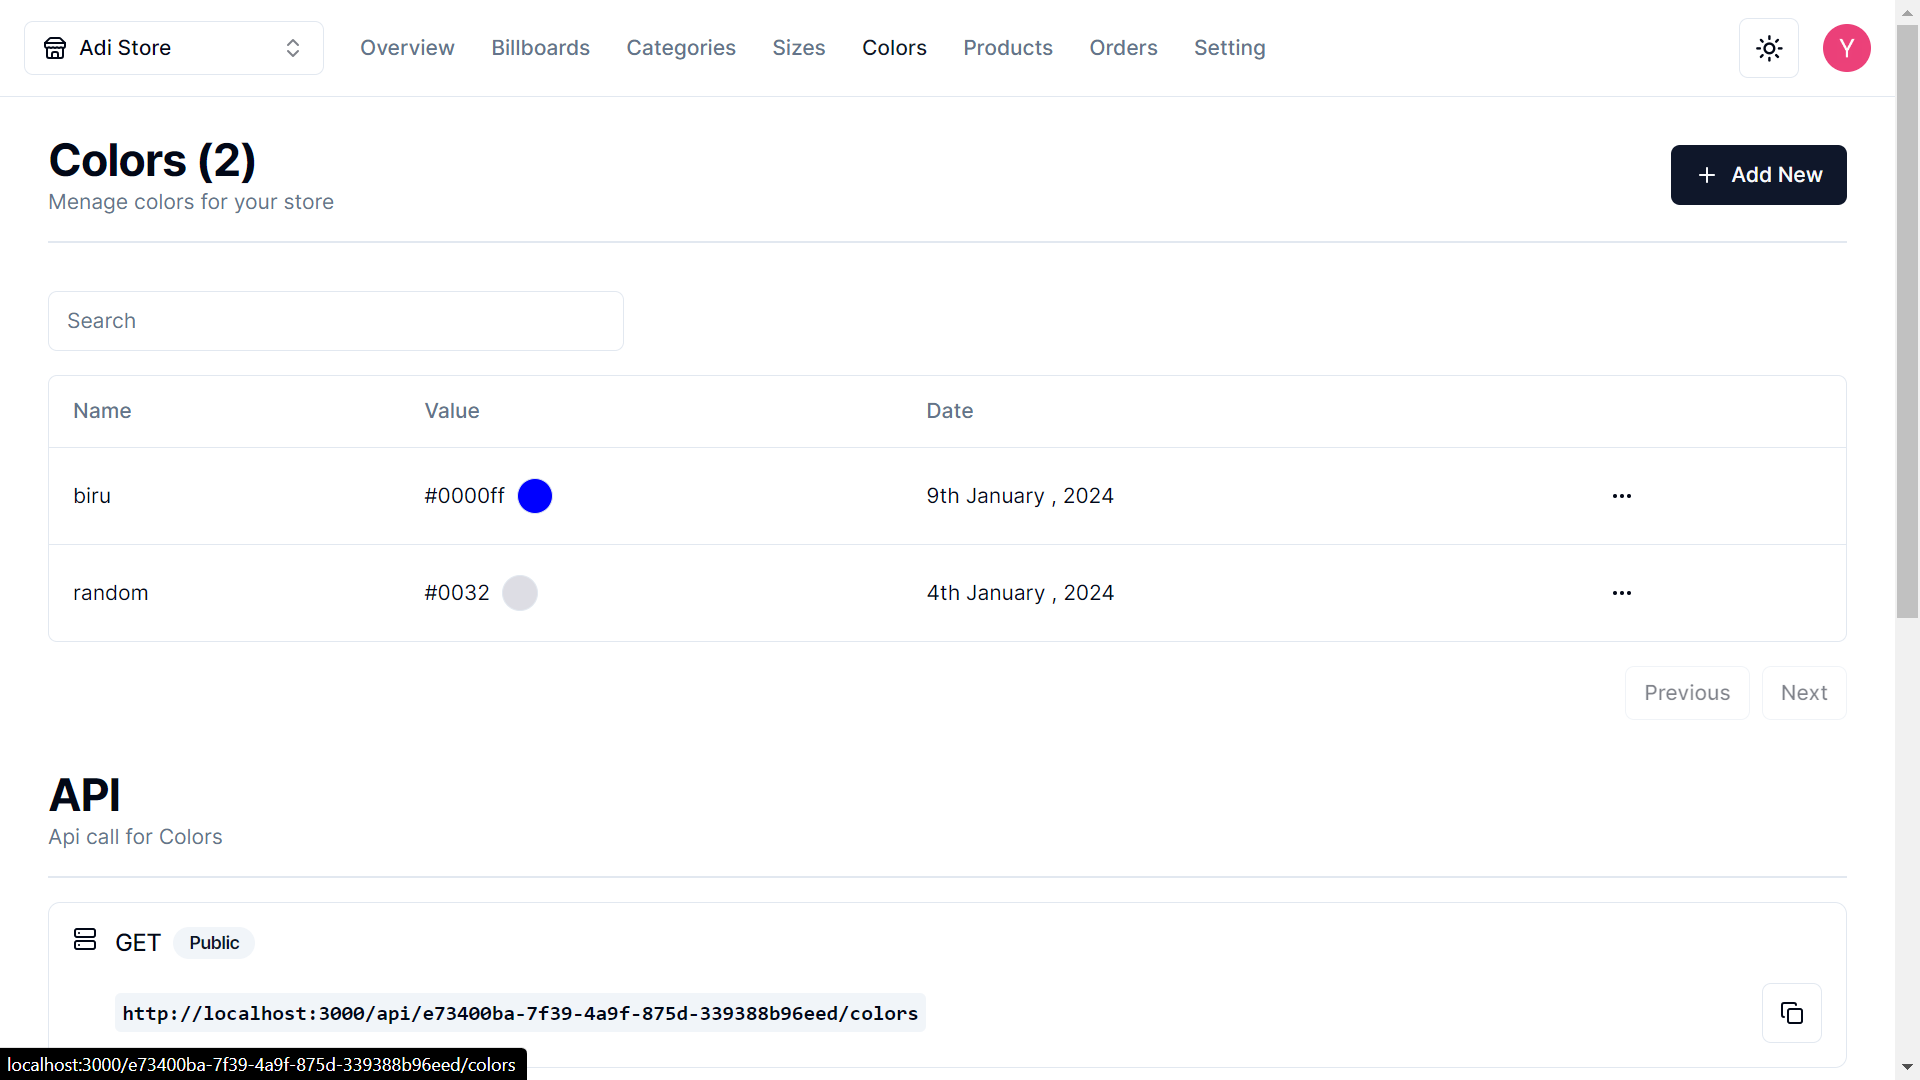 Adi Store
Overview Billboards Categories Sizes Colors Products Orders Setting
Y
Colors (2)
Menage colors for your store
+ Add New
Search
Name Value Date
biru #0000ff 9th January , 2024 ...
random #0032 4th January , 2024 ...
Previous Next
API
Api call for Colors
GET Public
http://localhost:3000/api/e73400ba-7f39-4a9f-875d-339388b96eed/colors
localhost:3000/e73400ba-7f39-4a9f-875d-339388b96eed/colors